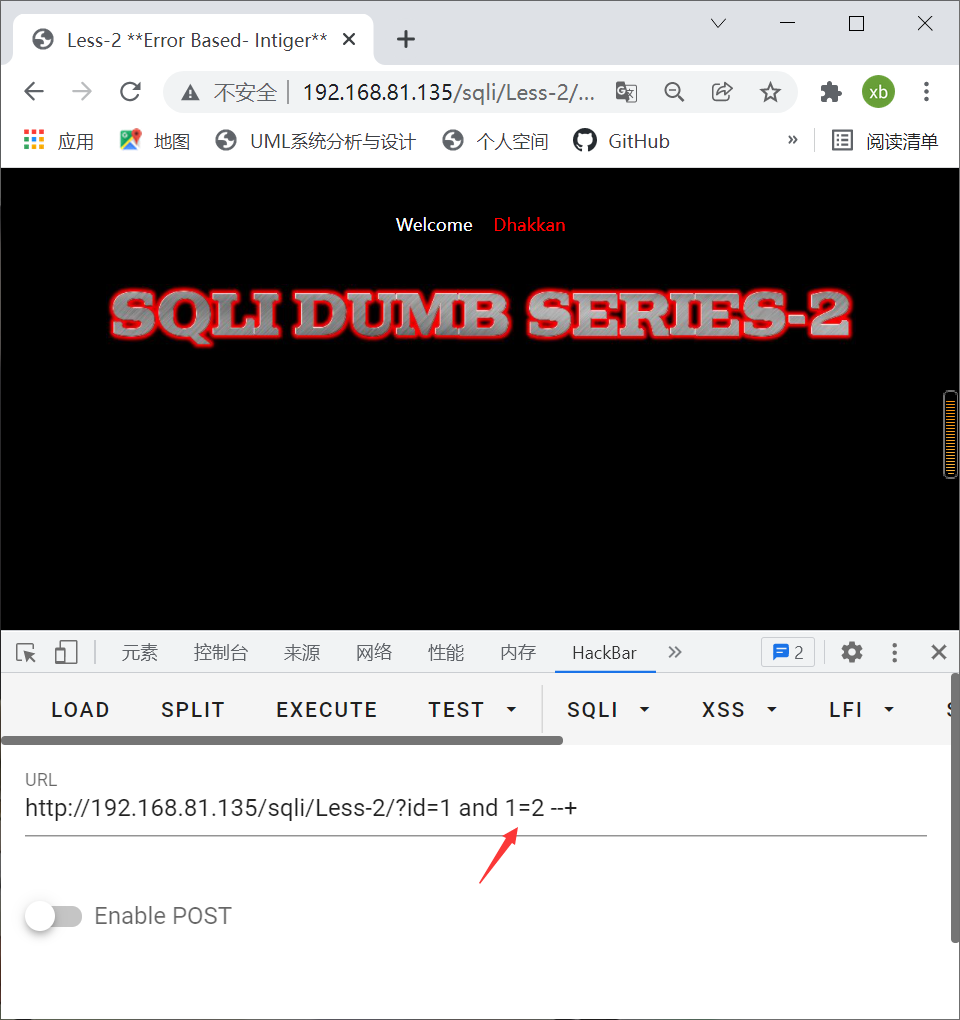 Less-2 **Error Based- Intiger**
不安全 192.168.81.135/sqli/Less-2/...
xb
应用 地图 UML系统分析与设计 个人空间 GitHub » 阅读清单
Welcome Dhakkan
SQLI DUMB SERIES-2
元素 控制台 来源 网络 性能 内存 HackBar » 2
LOAD SPLIT EXECUTE TEST SQLI XSS LFI
URL
http://192.168.81.135/sqli/Less-2/?id=1 and 1=2 --+
Enable POST